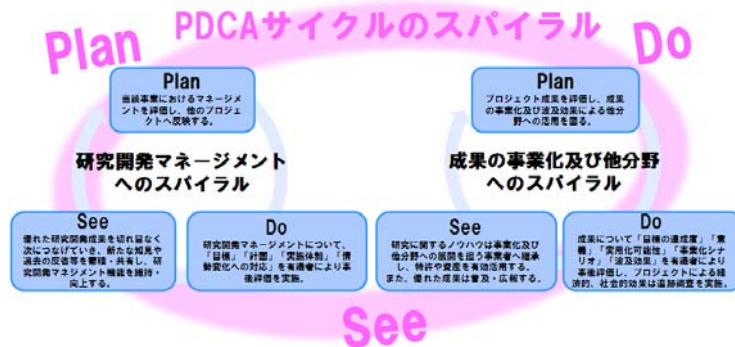 PDCAサイクルのスパイラル
Plan
Do
Plan
当該事業におけるマネージメ
ントを評価し、他のプロジェ
クトへ反映する。
Plan
プロジェクト成果を評価し、成果
の事業化及び波及効果による他分
野への活用を図る。
研究開発マネージメント
へのスパイラル
成果の事業化及び他分野
へのスパイラル
See
優れた研究開発成果を切れ目なく
次につなげていき、新たな知見や
過去の反省等を蓄積・共有し、研
究開発マネジメント機能を維持・
向上する。
Do
研究開発マネージメントについて、
「目標」「計画」「実施体制」「情
勢変化への対応」を有識者により事
後評価を実施。
See
研究に関するノウハウは事業化及び
他分野への展開を追う事業者へ継承
し、特許や資産を有効活用する。
また、優れた成果は普及・広報する。
Do
成果について「目標の達成度」「意
義」「実用化可能性」「事業化シナ
リオ」「波及効果」を有識者により
事後評価し、プロジェクトによる経
済的、社会的効果は追跡調査を実施。
See